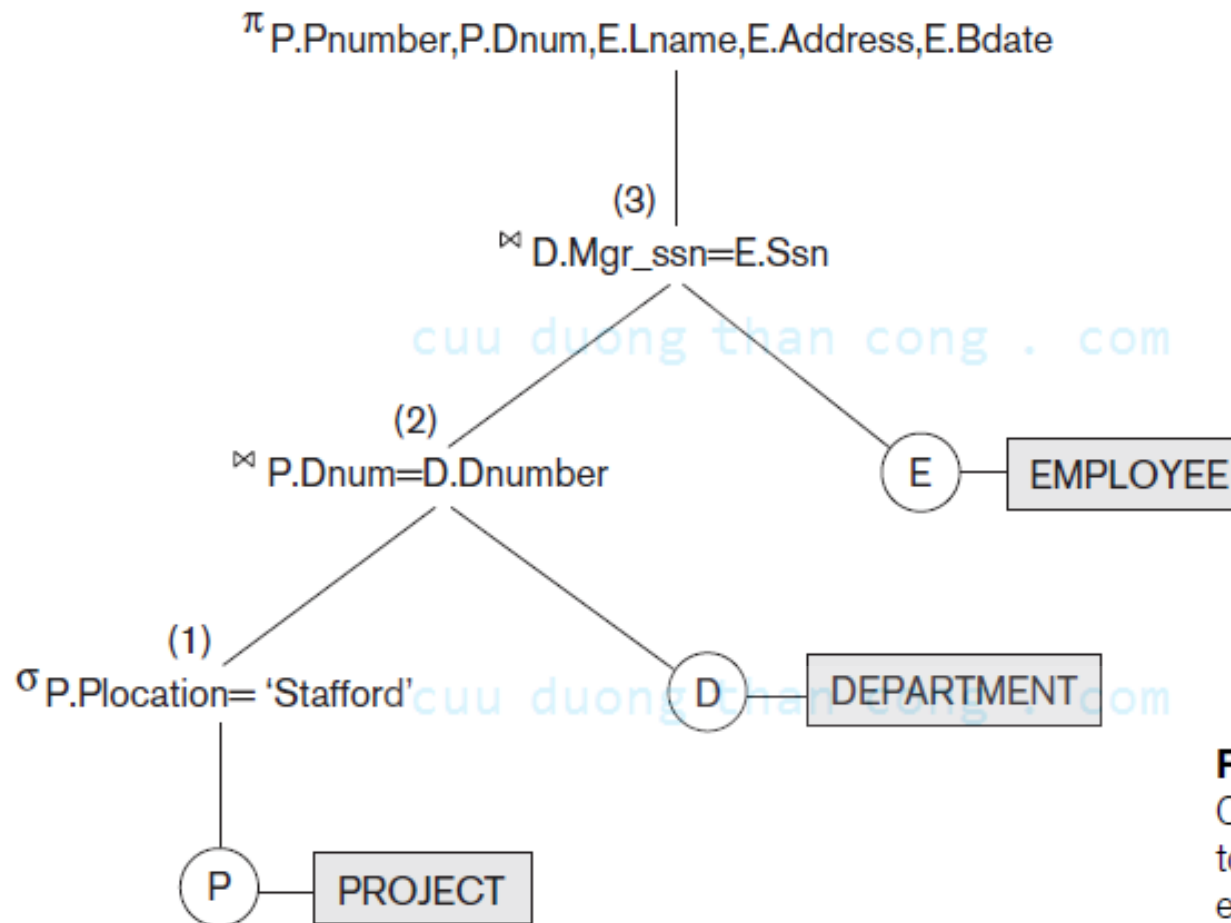 π P.Pnumber,P.Dnum,E.Lname,E.Address,E.Bdate
(3)
⋈ D.Mgr_ssn=E.Ssn
cuu duong than cong . com
(2)
⋈ P.Dnum=D.Dnumber
E
EMPLOYEE
(1)
σ P.Plocation= ‘Stafford’
cuu duong than cong . com
D
DEPARTMENT
P
PROJECT